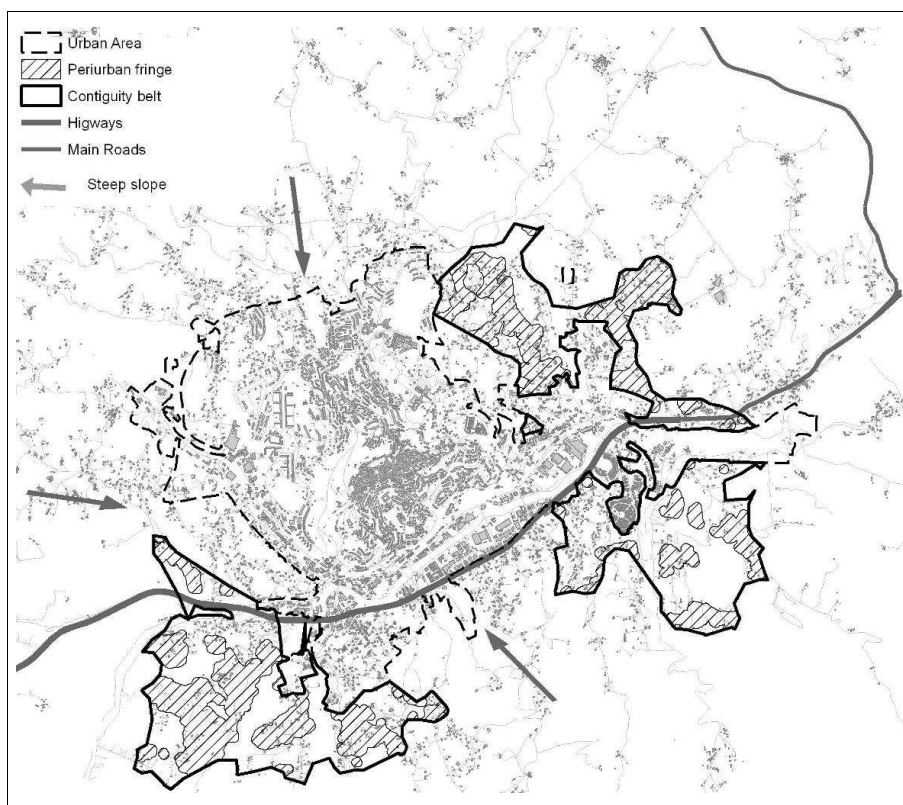 Urban Area
Periurban fringe
Contiguity belt
Higways
Main Roads
Steep slope